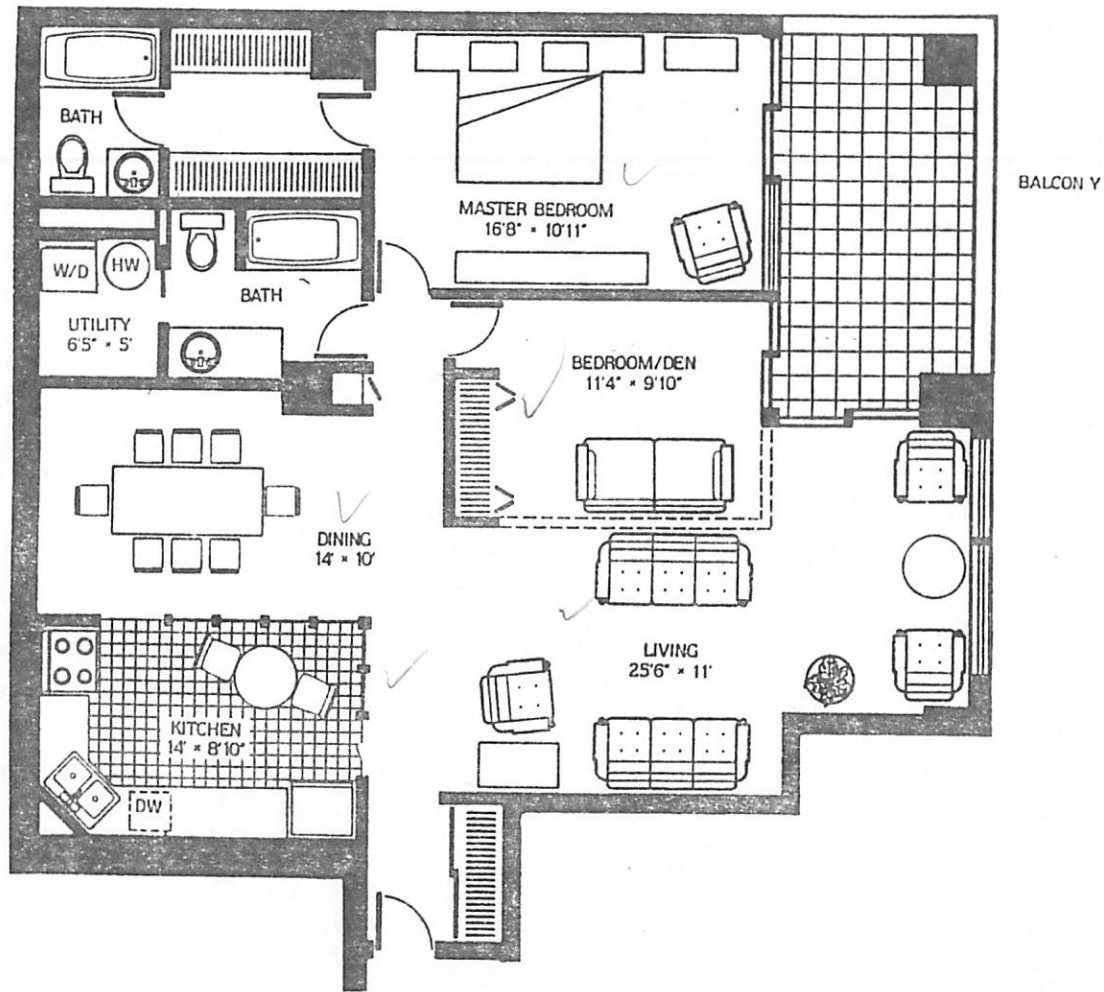 BATH
MASTER BEDROOM
16'8" × 10'11"
BALCONY
W/D
HW
BATH
UTILITY
6'5" × 5'
BEDROOM/DEN
11'4" × 9'10"
DINING
14' × 10'
LIVING
25'6" × 11'
KITCHEN
14' × 8'10"
DW